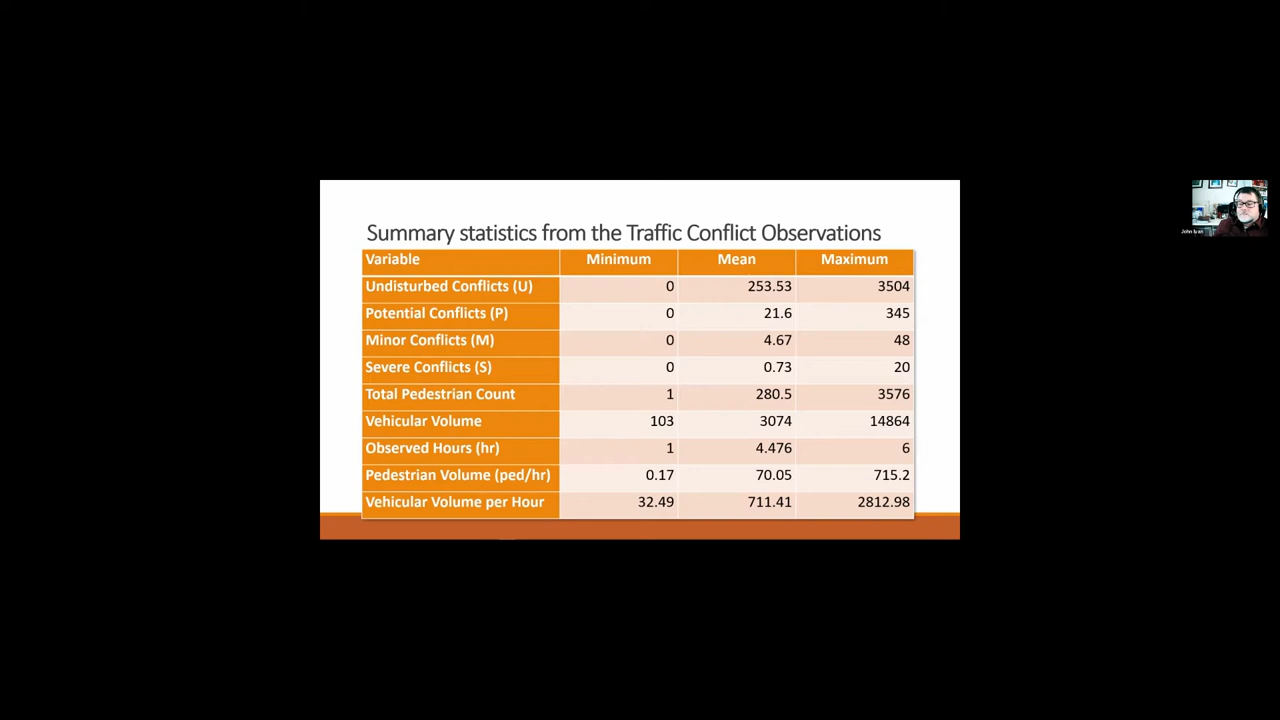 Summary statistics from the Traffic Conflict Observations
Variable Minimum Mean Maximum
Undisturbed Conflicts (U) 0 253.53 3504
Potential Conflicts (P) 0 21.6 345
Minor Conflicts (M) 0 4.67 48
Severe Conflicts (S) 0 0.73 20
Total Pedestrian Count 1 280.5 3576
Vehicular Volume 103 3074 14864
Observed Hours (hr) 1 4.476 6
Pedestrian Volume (ped/hr) 0.17 70.05 715.2
Vehicular Volume per Hour 32.49 711.41 2812.98
John Ivan